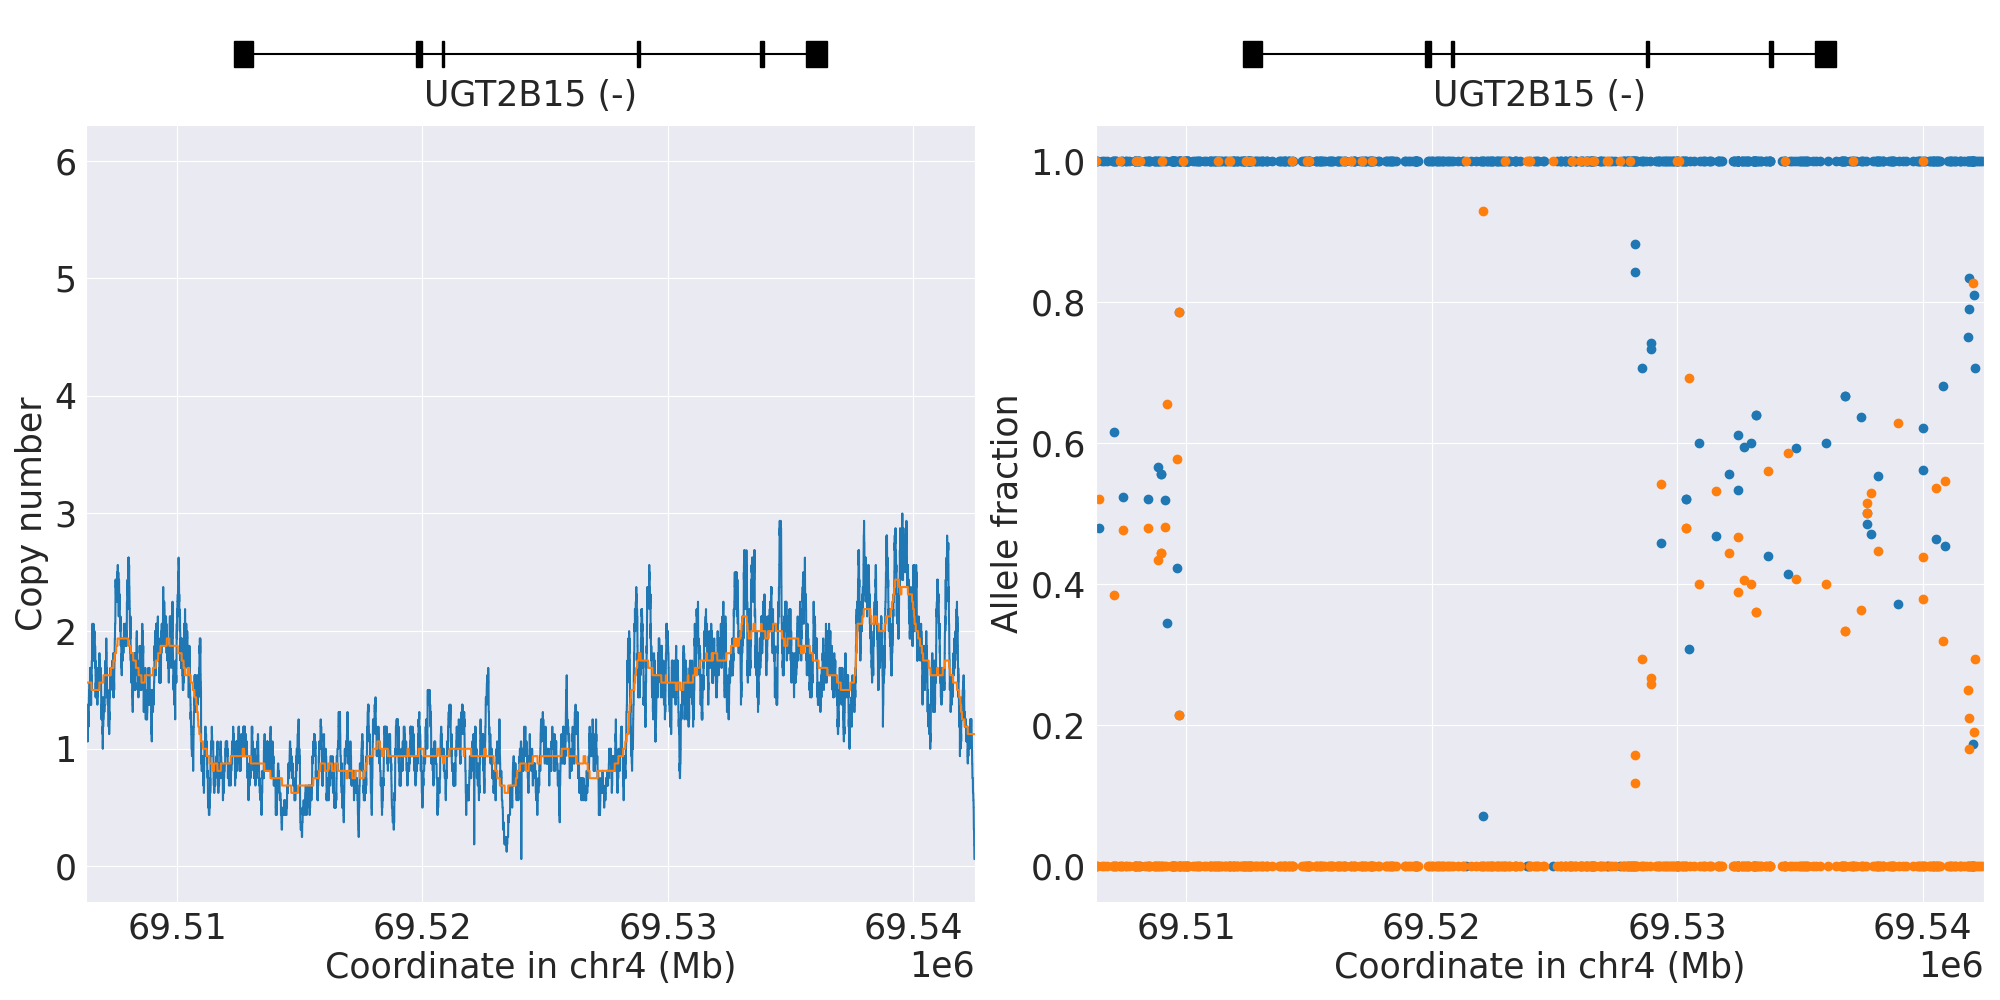 UGT2B15 (-)
Copy number
6
5
4
3
2
1
0
69.51 69.52 69.53 69.54
Coordinate in chr4 (Mb)
1e6
UGT2B15 (-)
Allele fraction
1.0
0.8
0.6
0.4
0.2
0.0
69.51 69.52 69.53 69.54
Coordinate in chr4 (Mb)
1e6